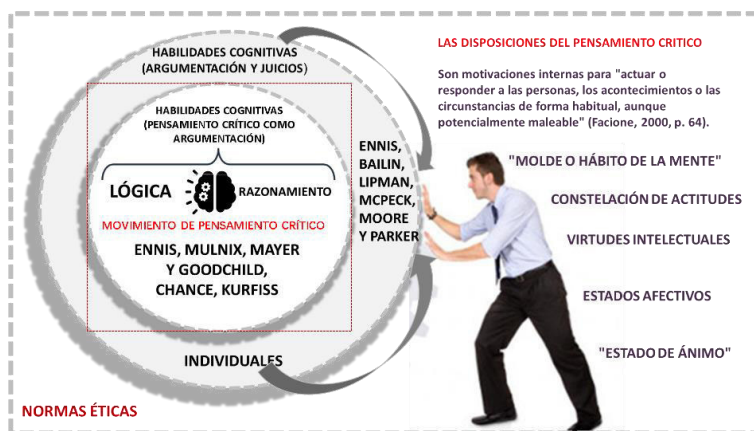 HABILIDADES COGNITIVAS
(ARGUMENTACIÓN Y JUICIOS)
HABILIDADES COGNITIVAS
(PENSAMIENTO CRÍTICO COMO
ARGUMENTACIÓN)
LÓGICA
RAZONAMIENTO
MOVIMIENTO DE PENSAMIENTO CRÍTICO
ENNIS, MULNIX, MAYER
Y GOODCHILD,
CHANCE, KURFISS
INDIVIDUALES
ENNIS,
BAILIN,
LIPMAN,
MCPECK,
MOORE
Y PARKER
NORMAS ÉTICAS
LAS DISPOSICIONES DEL PENSAMIENTO CRITICO
Son motivaciones internas para "actuar o
responder a las personas, los acontecimientos o las
circunstancias de forma habitual, aunque
potencialmente maleable" (Facione, 2000, p. 64).
"MOLDE O HÁBITO DE LA MENTE"
CONSTELACIÓN DE ACTITUDES
VIRTUDES INTELECTUALES
ESTADOS AFECTIVOS
"ESTADO DE ÁNIMO"